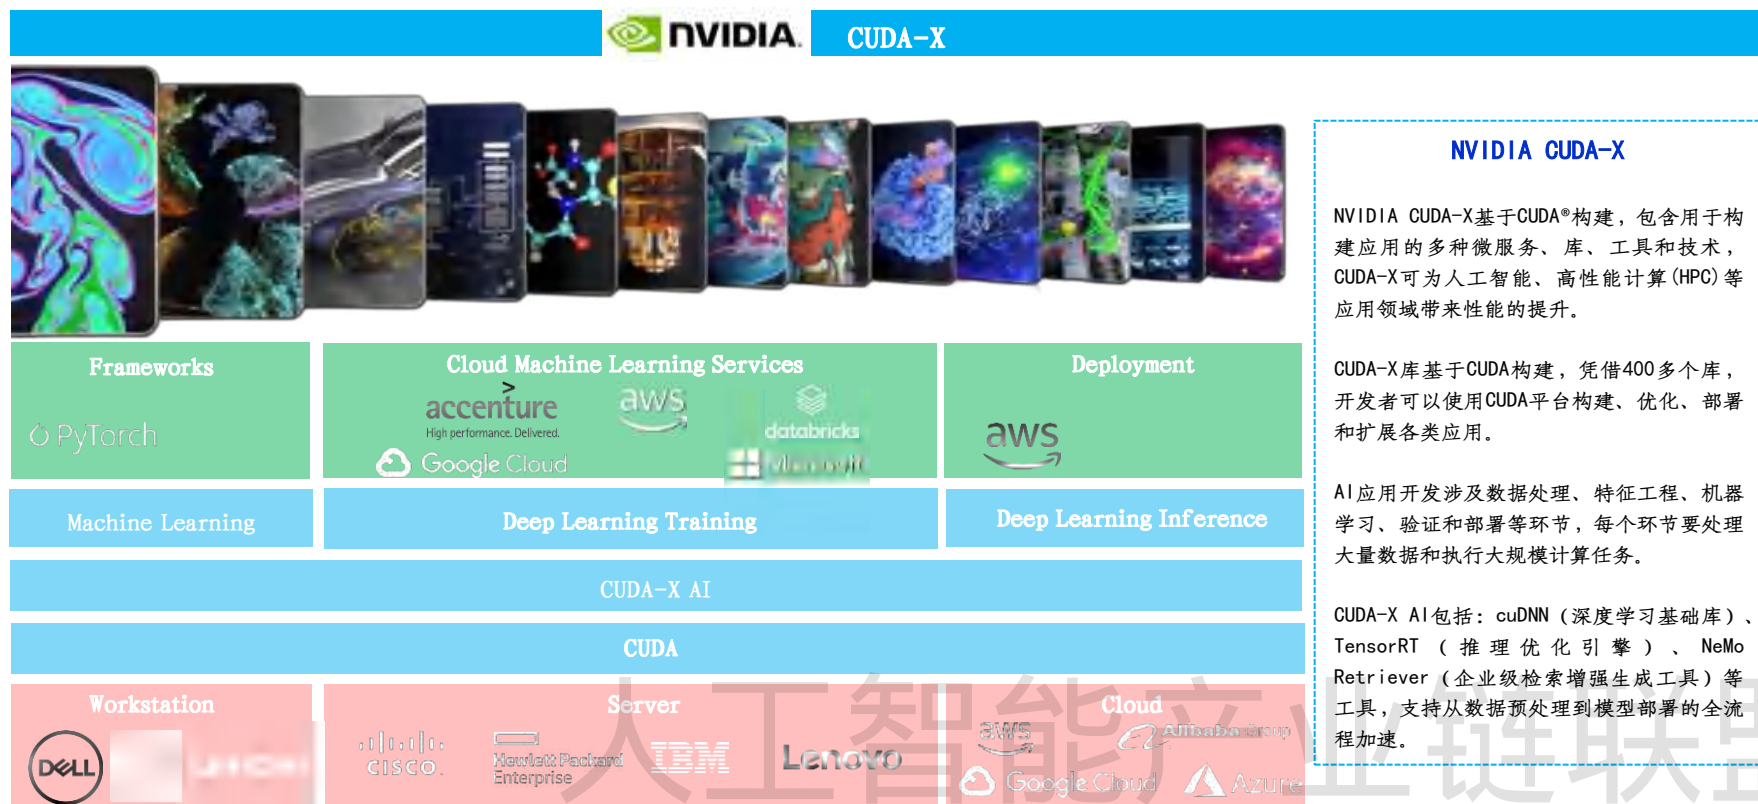 NVIDIA.
CUDA-X
NVIDIA CUDA-X
NVIDIA CUDA-X基于CUDA®构建，包含用于构
建应用的多种微服务、库、工具和技术，
CUDA-X可为人工智能、高性能计算(HPC)等
应用领域带来性能的提升。
CUDA-X库基于CUDA构建，凭借400多个库，
开发者可以使用CUDA平台构建、优化、部署
和扩展各类应用。
AI应用开发涉及数据处理、特征工程、机器
学习、验证和部署等环节，每个环节要处理
大量数据和执行大规模计算任务。
CUDA-X AI包括：cuDNN（深度学习基础库）、
TensorRT（推理优化引擎）、NeMo
Retriever（企业级检索增强生成工具）等
工具，支持从数据预处理到模型部署的全流
程加速。
Frameworks
PyTorch
Cloud Machine Learning Services
accenture
High performance. Delivered.
aws
databricks
Google Cloud
Microsoft
Deployment
aws
Machine Learning
Deep Learning Training
Deep Learning Inference
CUDA-X AI
CUDA
Workstation
DELL
Server
CISCO.
Hewlett Packard
Enterprise
IBM
Lenovo
Cloud
aws
Alibaba Group
Google Cloud
Azure
人工智能产业链联盟